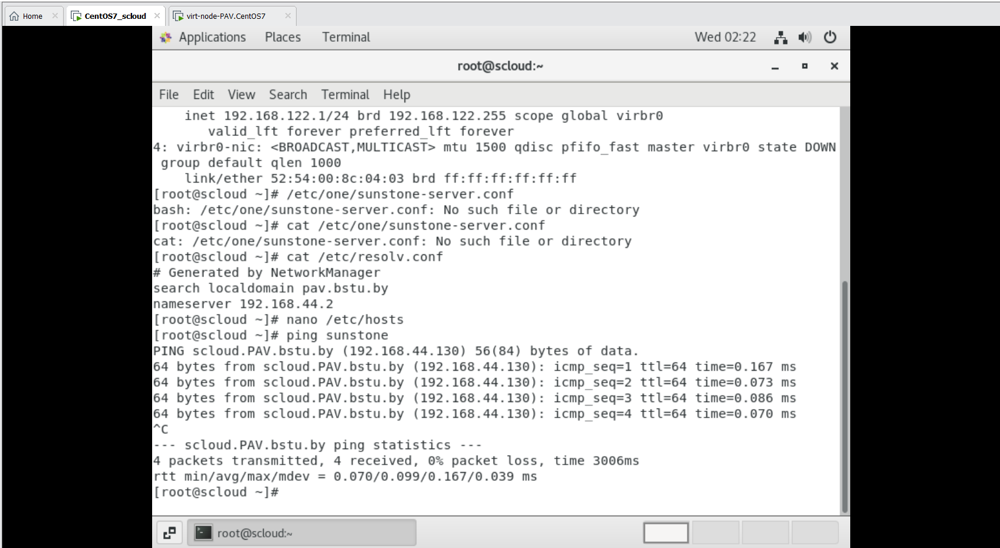 Home
CentOS7_scloud
virt-node-PAV.CentOS7
Applications Places Terminal Wed 02:22
root@scloud:~
File Edit View Search Terminal Help
inet 192.168.122.1/24 brd 192.168.122.255 scope global virbr0
valid_lft forever preferred_lft forever
4: virbr0-nic: <BROADCAST,MULTICAST> mtu 1500 qdisc pfifo_fast master virbr0 state DOWN
group default qlen 1000
link/ether 52:54:00:8c:04:03 brd ff:ff:ff:ff:ff:ff
[root@scloud ~]# /etc/one/sunstone-server.conf
bash: /etc/one/sunstone-server.conf: No such file or directory
[root@scloud ~]# cat /etc/one/sunstone-server.conf
cat: /etc/one/sunstone-server.conf: No such file or directory
[root@scloud ~]# cat /etc/resolv.conf
# Generated by NetworkManager
search localdomain pav.bstu.by
nameserver 192.168.44.2
[root@scloud ~]# nano /etc/hosts
[root@scloud ~]# ping sunstone
PING scloud.PAV.bstu.by (192.168.44.130) 56(84) bytes of data.
64 bytes from scloud.PAV.bstu.by (192.168.44.130): icmp_seq=1 ttl=64 time=0.167 ms
64 bytes from scloud.PAV.bstu.by (192.168.44.130): icmp_seq=2 ttl=64 time=0.073 ms
64 bytes from scloud.PAV.bstu.by (192.168.44.130): icmp_seq=3 ttl=64 time=0.086 ms
64 bytes from scloud.PAV.bstu.by (192.168.44.130): icmp_seq=4 ttl=64 time=0.070 ms
^C
--- scloud.PAV.bstu.by ping statistics ---
4 packets transmitted, 4 received, 0% packet loss, time 3006ms
rtt min/avg/max/mdev = 0.070/0.099/0.167/0.039 ms
[root@scloud ~]#
root@scloud:~